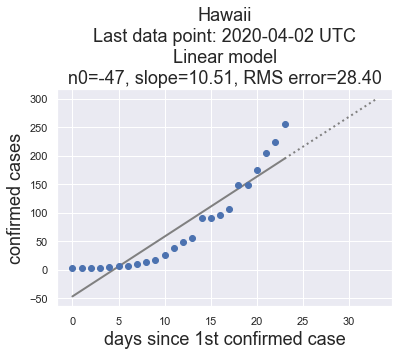 Hawaii
Last data point: 2020-04-02 UTC
Linear model
n0=-47, slope=10.51, RMS error=28.40
300
250
200
150
100
50
0
−50
confirmed cases
0 5 10 15 20 25 30
days since 1st confirmed case